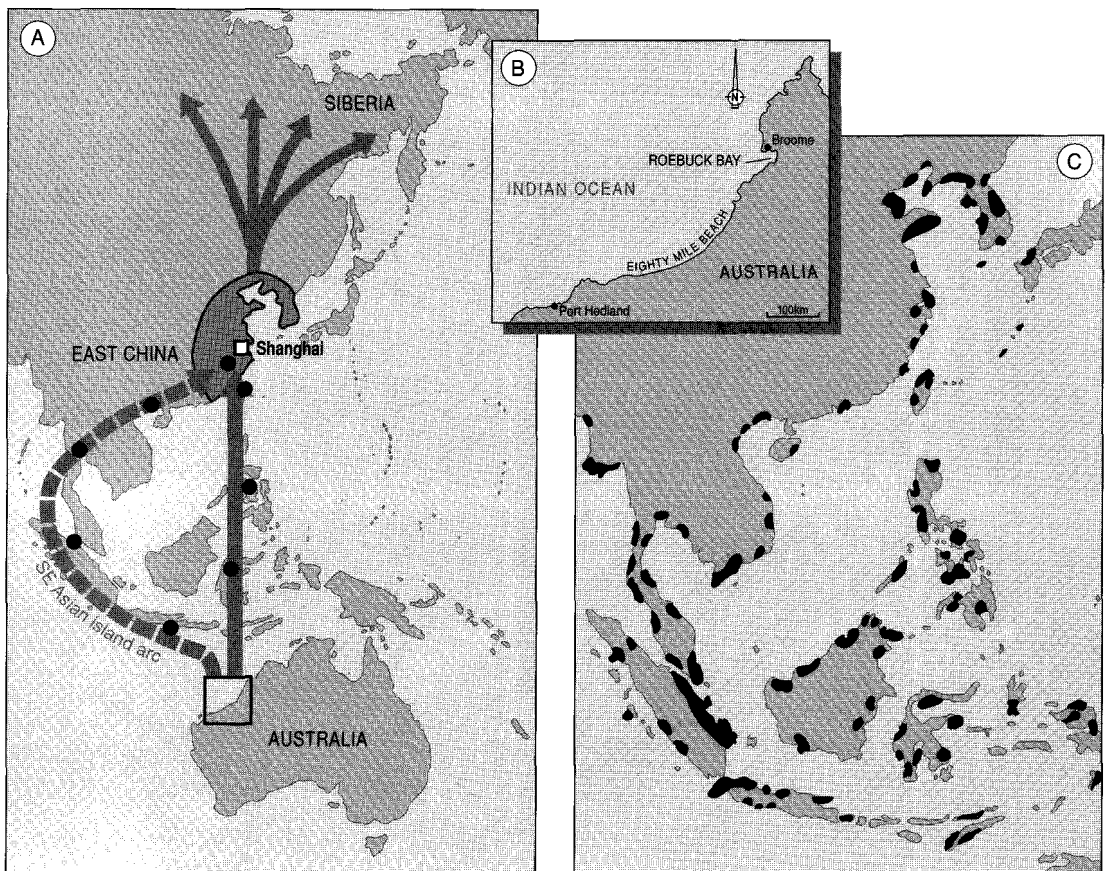 A
SIBERIA
EAST CHINA
Shanghai
SE Asian island arc
AUSTRALIA
B
N
Broome
ROEBUCK BAY
INDIAN OCEAN
EIGHTY MILE BEACH
AUSTRALIA
Port Hedland
100km
C